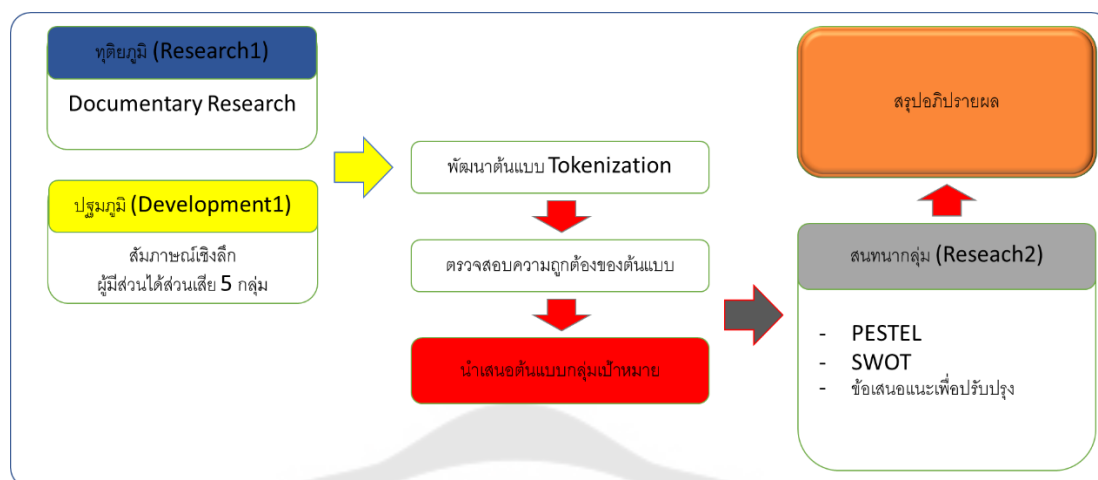 ทุติยภูมิ (Research1)
Documentary Research
ปฐมภูมิ (Development1)
สัมภาษณ์เชิงลึก
ผู้มีส่วนได้ส่วนเสีย 5 กลุ่ม
พัฒนาต้นแบบ Tokenization
ตรวจสอบความถูกต้องของต้นแบบ
นำเสนอต้นแบบกลุ่มเป้าหมาย
สรุปอภิปรายผล
สนทนากลุ่ม (Reseach2)
- PESTEL
- SWOT
- ข้อเสนอแนะเพื่อปรับปรุง